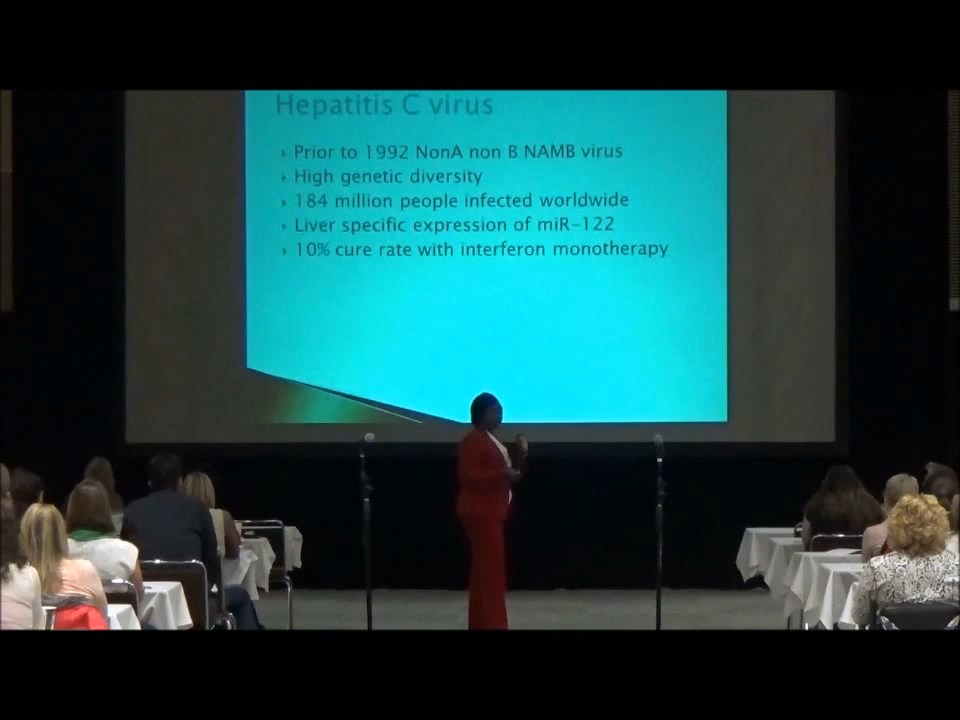 Hepatitis C virus
Prior to 1992 NonA non B NAMB virus
High genetic diversity
184 million people infected worldwide
Liver specific expression of miR-122
10% cure rate with interferon monotherapy